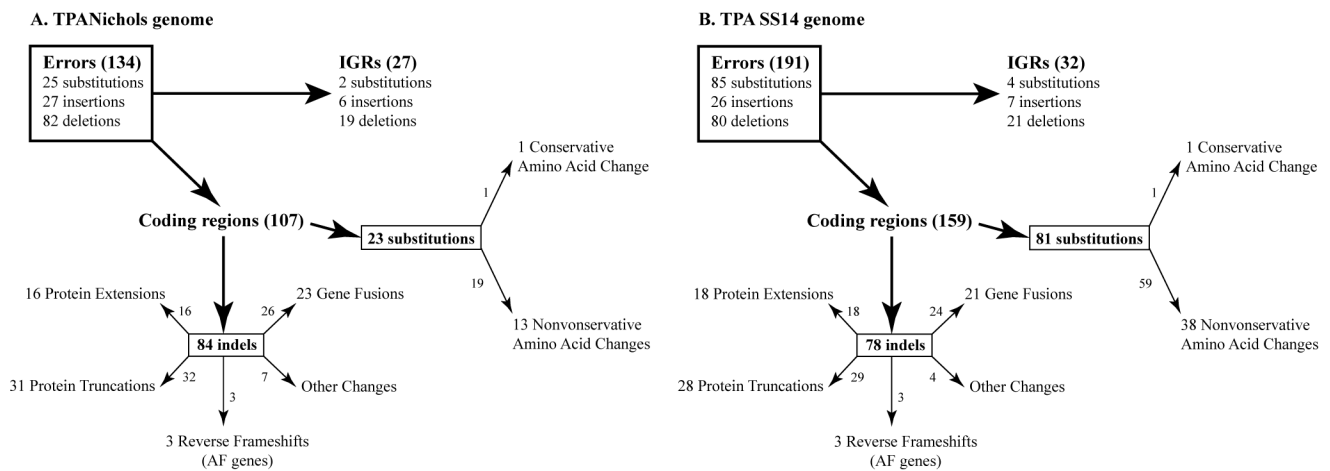 A. TPANichols genome
Errors (134)
25 substitutions
27 insertions
82 deletions
IGRs (27)
2 substitutions
6 insertions
19 deletions
1 Conservative
Amino Acid Change
1
Coding regions (107)
23 substitutions
19
13 Nonvonservative
Amino Acid Changes
16 Protein Extensions
23 Gene Fusions
16
26
84 indels
31 Protein Truncations
32
7
Other Changes
3
3 Reverse Frameshifts
(AF genes)
B. TPA SS14 genome
Errors (191)
85 substitutions
26 insertions
80 deletions
IGRs (32)
4 substitutions
7 insertions
21 deletions
1 Conservative
Amino Acid Change
1
Coding regions (159)
81 substitutions
59
38 Nonvonservative
Amino Acid Changes
18 Protein Extensions
21 Gene Fusions
18
24
78 indels
28 Protein Truncations
29
4
Other Changes
3
3 Reverse Frameshifts
(AF genes)